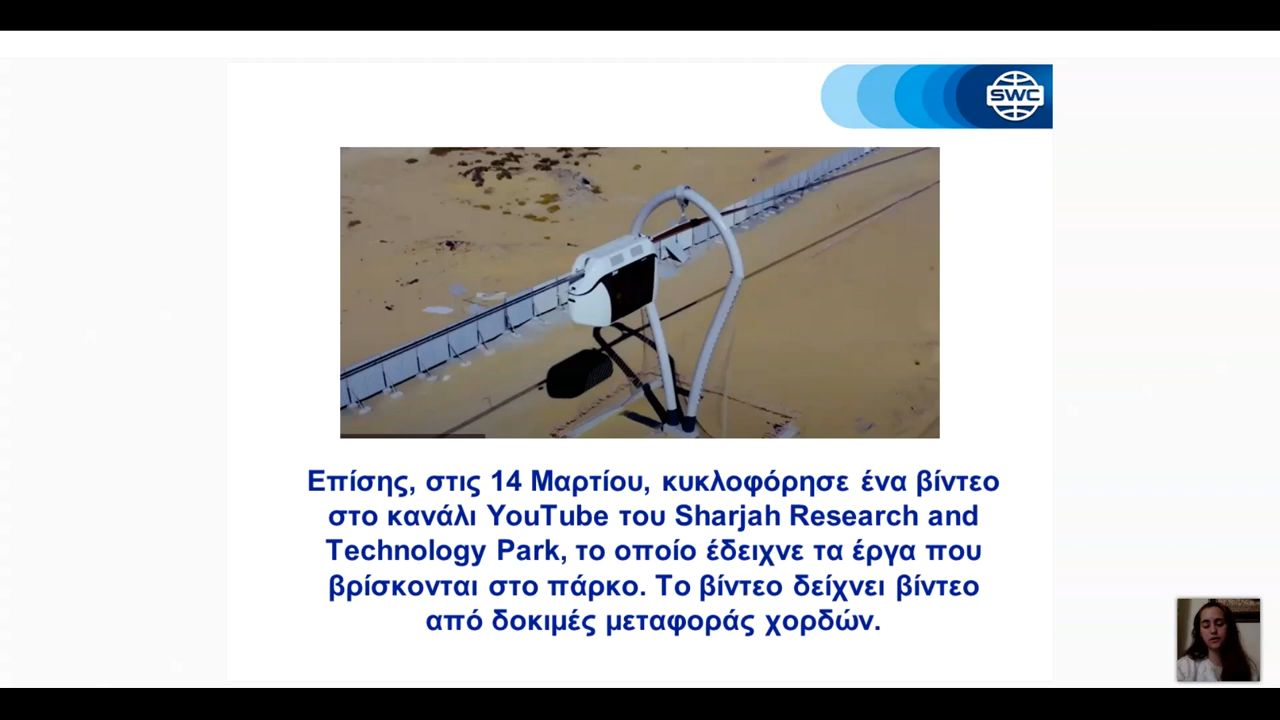 SWC
Επίσης, στις 14 Μαρτίου, κυκλοφόρησε ένα βίντεο
στο κανάλι YouTube του Sharjah Research and
Technology Park, το οποίο έδειχνε τα έργα που
βρίσκονται στο πάρκο. Το βίντεο δείχνει βίντεο
από δοκιμές μεταφοράς χορδών.